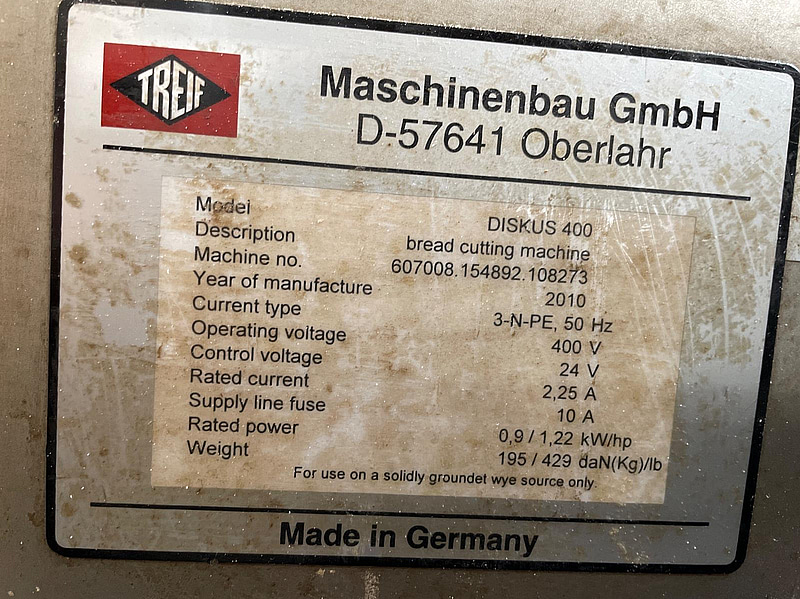 TREIF
Maschinenbau GmbH
D-57641 Oberlahr
Model DISKUS 400
Description bread cutting machine
Machine no. 607008.154892.108273
Year of manufacture 2010
Current type 3-N-PE, 50 Hz
Operating voltage 400 V
Control voltage 24 V
Rated current 2,25 A
Supply line fuse 10 A
Rated power 0,9 / 1,22 kW/hp
Weight 195 / 429 daN(Kg)/lb
For use on a solidly groundet wye source only.
Made in Germany